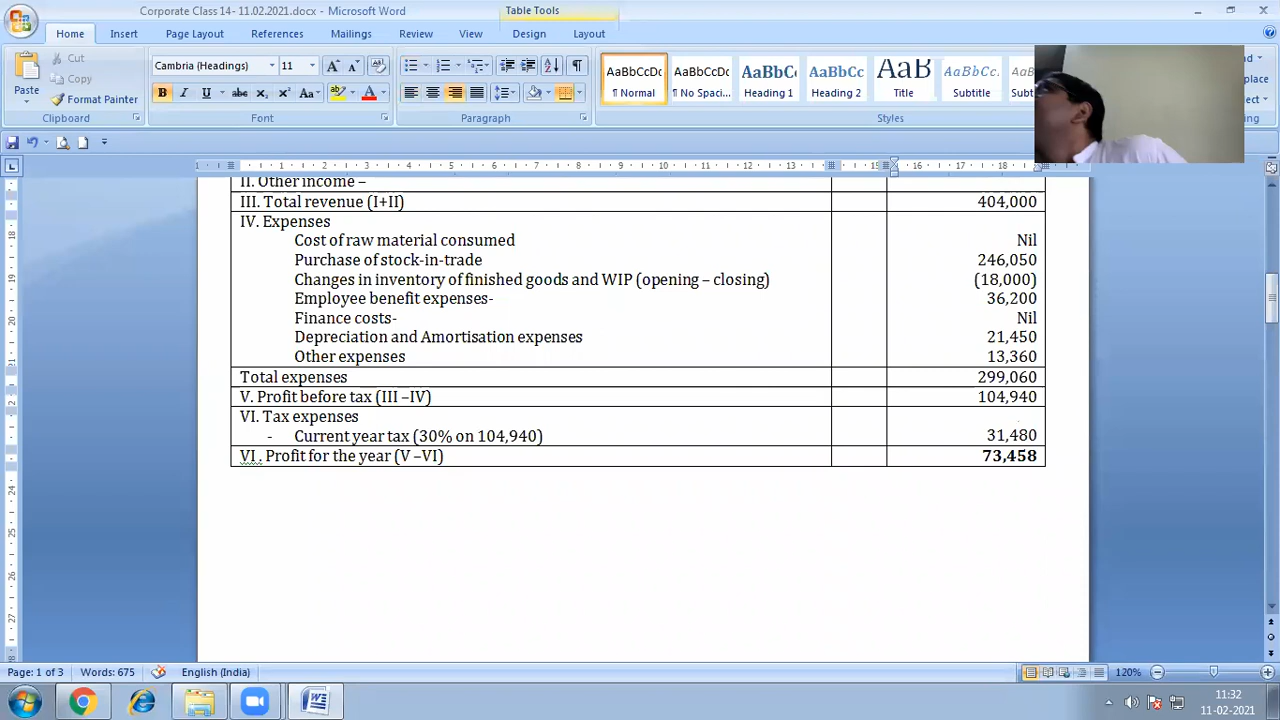 Corporate Class 14- 11.02.2021.docx - Microsoft Word
Table Tools
Home
Insert
Page Layout
References
Mailings
Review
View
Design
Layout
Paste
Cut
Copy
Format Painter
Clipboard
Cambria (Headings)
11
Font
Paragraph
AaBbCcDc
¶ Normal
AaBbCcDc
¶ No Spaci...
AaBbC
Heading 1
AaBbCc
Heading 2
AaB
Title
AaBbCc.
Subtitle
Styles
II. Other income –
III. Total revenue (I+II) 404,000
IV. Expenses
Cost of raw material consumed Nil
Purchase of stock-in-trade 246,050
Changes in inventory of finished goods and WIP (opening – closing) (18,000)
Employee benefit expenses- 36,200
Finance costs- Nil
Depreciation and Amortisation expenses 21,450
Other expenses 13,360
Total expenses 299,060
V. Profit before tax (III –IV) 104,940
VI. Tax expenses
- Current year tax (30% on 104,940) 31,480
VI . Profit for the year (V –VI) 73,458
Page: 1 of 3
Words: 675
English (India)
120%
11:32
11-02-2021